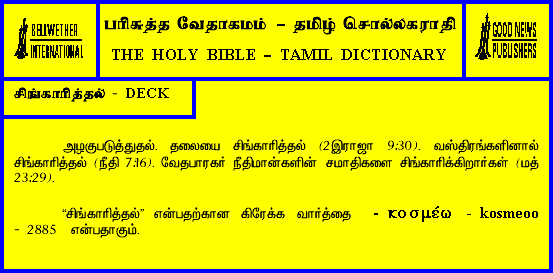 BELLWETHER
INTERNATIONAL
பரிசுத்த வேதாகமம் – தமிழ் சொல்லகராதி
THE HOLY BIBLE – TAMIL DICTIONARY
GOOD NEWS
PUBLISHERS
சிங்காரித்தல் - DECK
அழகுபடுத்துதல். தலையை சிங்காரித்தல் (2இராஜா 9:30). வஸ்திரங்களினால்
சிங்காரித்தல் (நீதி 7:16). வேதபாரகர் நீதிமான்களின் சமாதிகளை சிங்காரிக்கிறார்கள் (மத்
23:29).
“சிங்காரித்தல்” என்பதற்கான கிரேக்க வார்த்தை - κοσμέω - kosmeoo
– 2885 என்பதாகும்.